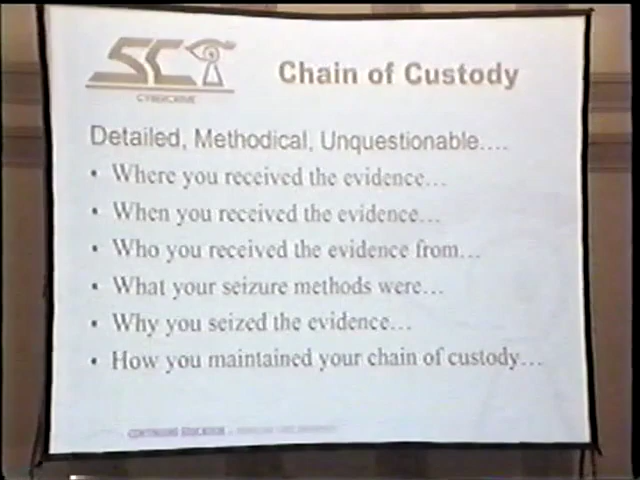 SCI
CYBERCRIME
Chain of Custody
Detailed, Methodical, Unquestionable....
• Where you received the evidence...
• When you received the evidence...
• Who you received the evidence from...
• What your seizure methods were...
• Why you seized the evidence...
• How you maintained your chain of custody...
CONTINUING EDUCATION